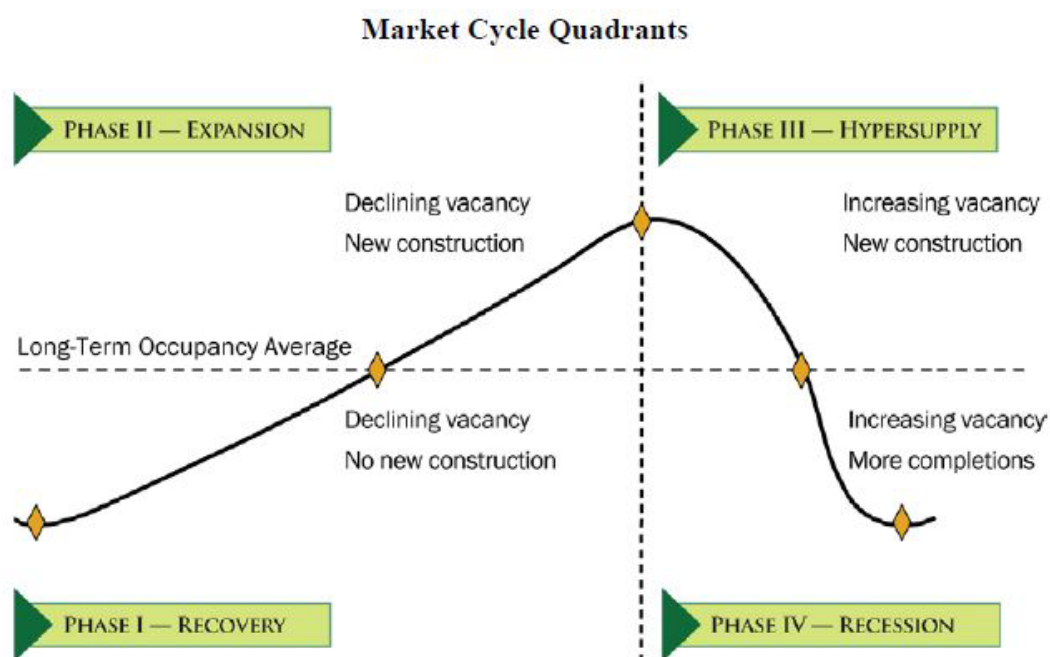 Market Cycle Quadrants
PHASE II — EXPANSION
PHASE III — HYPERSUPPLY
Declining vacancy
New construction
Increasing vacancy
New construction
Long-Term Occupancy Average
Declining vacancy
No new construction
Increasing vacancy
More completions
PHASE I — RECOVERY
PHASE IV — RECESSION